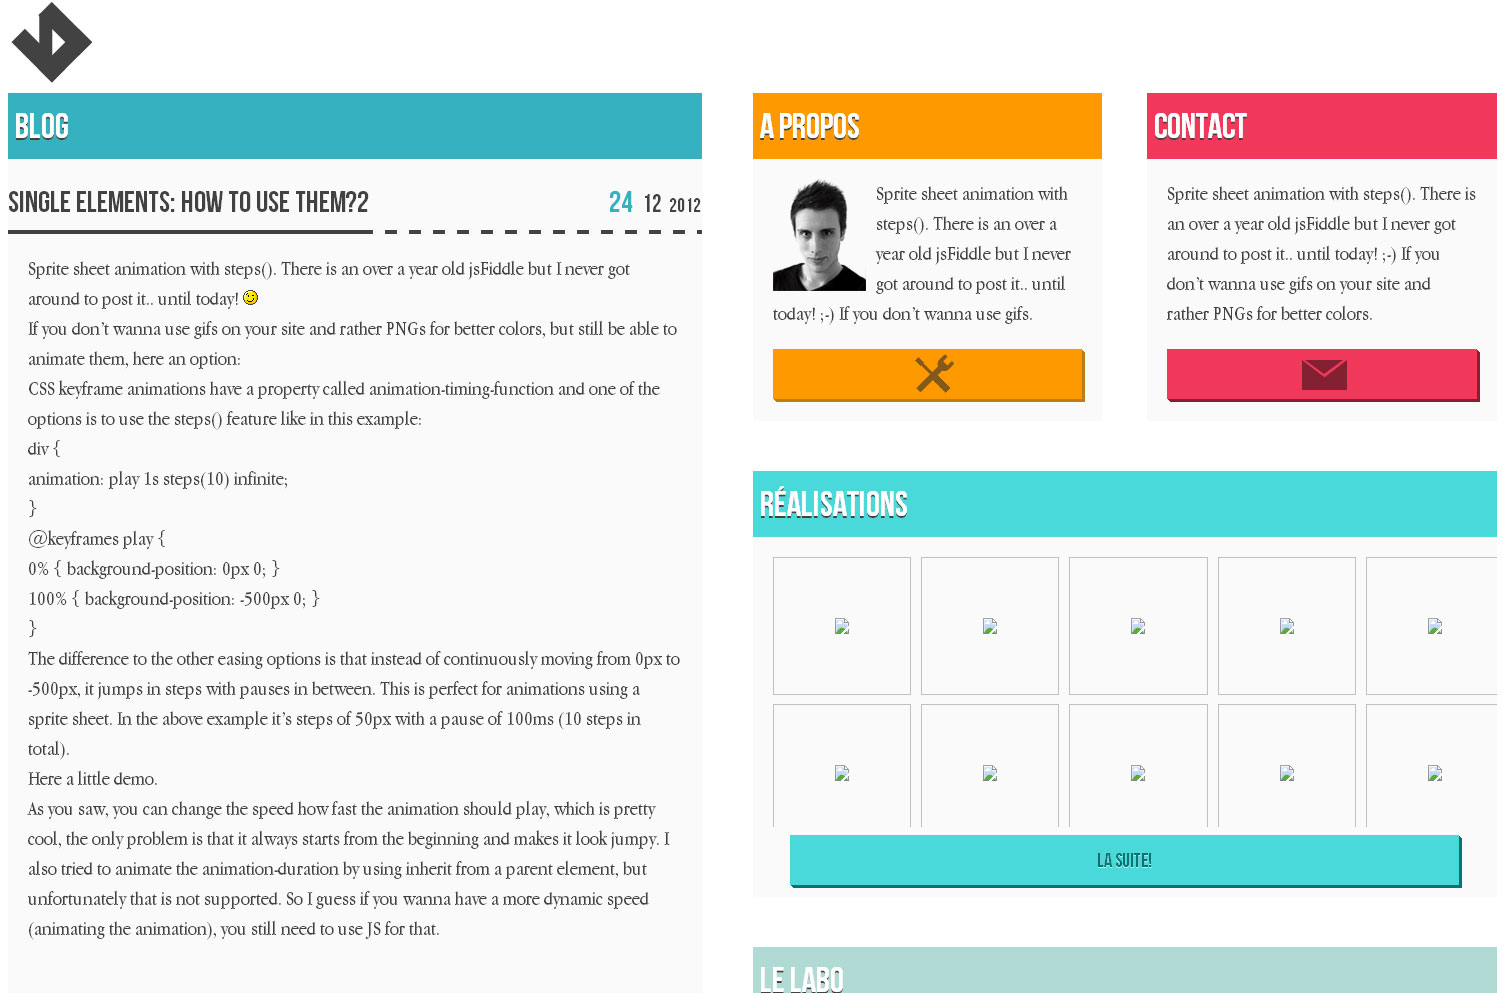 BLOG
SINGLE ELEMENTS: HOW TO USE THEM?2
24 12 2012
Sprite sheet animation with steps(). There is an over a year old jsFiddle but I never got
around to post it.. until today!
If you don’t wanna use gifs on your site and rather PNGs for better colors, but still be able to
animate them, here an option:
CSS keyframe animations have a property called animation-timing-function and one of the
options is to use the steps() feature like in this example:
div {
animation: play 1s steps(10) infinite;
}
@keyframes play {
0% { background-position: 0px 0; }
100% { background-position: -500px 0; }
}
The difference to the other easing options is that instead of continuously moving from 0px to
-500px, it jumps in steps with pauses in between. This is perfect for animations using a
sprite sheet. In the above example it’s steps of 50px with a pause of 100ms (10 steps in
total).
Here a little demo.
As you saw, you can change the speed how fast the animation should play, which is pretty
cool, the only problem is that it always starts from the beginning and makes it look jumpy. I
also tried to animate the animation-duration by using inherit from a parent element, but
unfortunately that is not supported. So I guess if you wanna have a more dynamic speed
(animating the animation), you still need to use JS for that.
A PROPOS
Sprite sheet animation with
steps(). There is an over a
year old jsFiddle but I never
got around to post it.. until
today! ;-) If you don’t wanna use gifs.
CONTACT
Sprite sheet animation with steps(). There is
an over a year old jsFiddle but I never got
around to post it.. until today! ;-) If you
don’t wanna use gifs on your site and
rather PNGs for better colors.
RÉALISATIONS
LA SUITE!
LE LABO